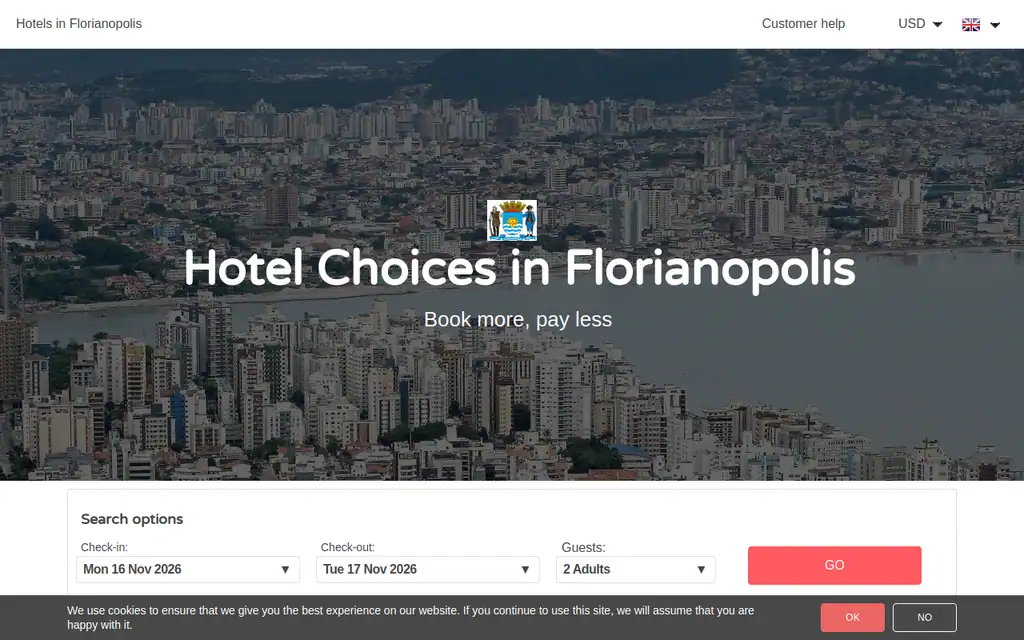 Hotels in Florianopolis
Customer help
USD
Hotel Choices in Florianopolis
Book more, pay less
Search options
Check-in:
Check-out:
Guests:
Mon 16 Nov 2026
Tue 17 Nov 2026
2 Adults
GO
We use cookies to ensure that we give you the best experience on our website. If you continue to use this site, we will assume that you are
happy with it.
OK
NO